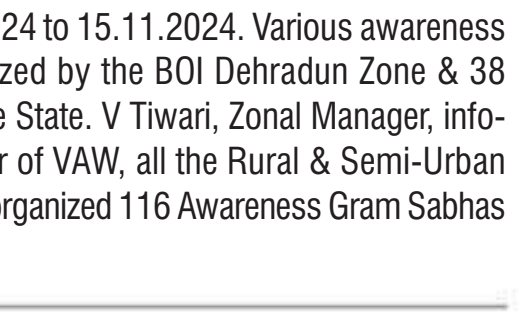 24 to 15.11.2024. Various awareness
zed by the BOI Dehradun Zone & 38
e State. V Tiwari, Zonal Manager, info-
r of VAW, all the Rural & Semi-Urban
organized 116 Awareness Gram Sabhas